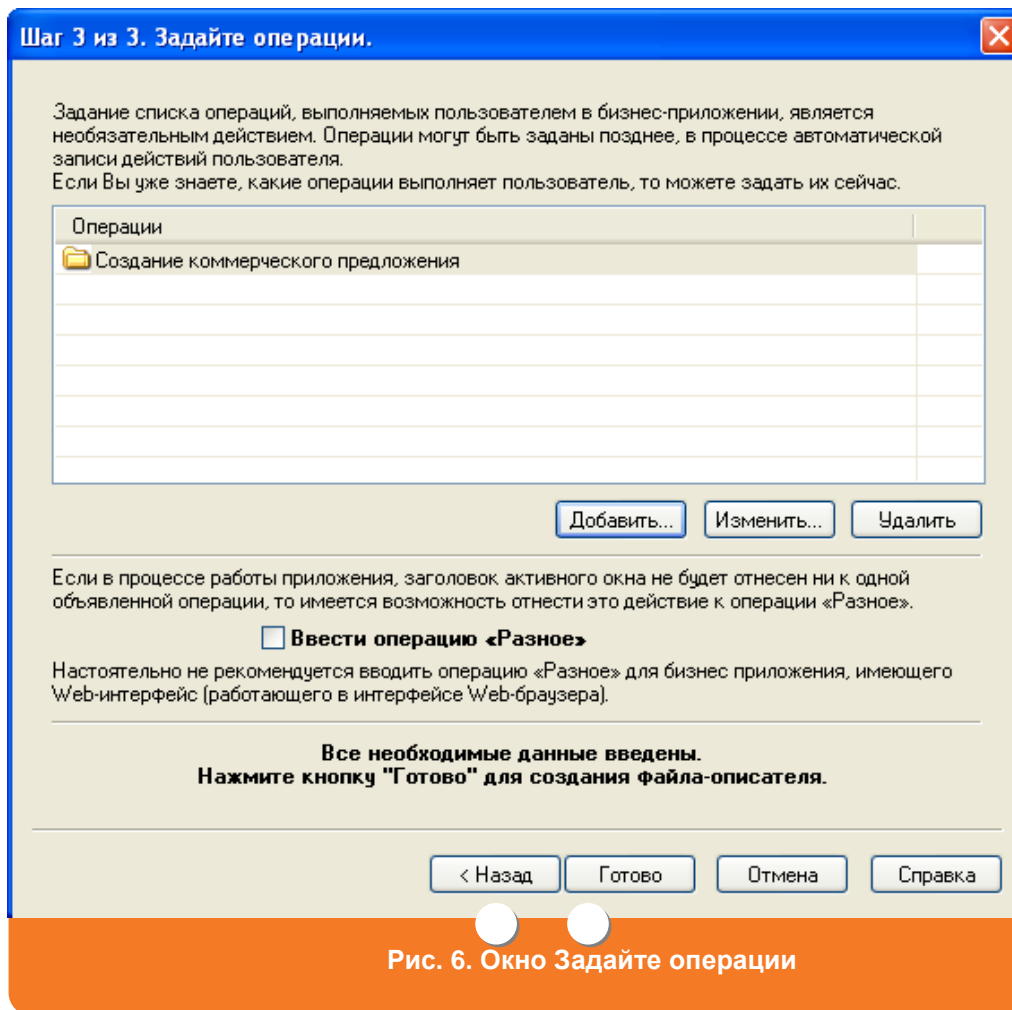 Шаг 3 из 3. Задайте операции.
Задание списка операций, выполняемых пользователем в бизнес-приложении, является
необязательным действием. Операции могут быть заданы позднее, в процессе автоматической
записи действий пользователя.
Если Вы уже знаете, какие операции выполняет пользователь, то можете задать их сейчас.
Операции
Создание коммерческого предложения
Добавить... Изменить... Удалить
Если в процессе работы приложения, заголовок активного окна не будет отнесен ни к одной
объявленной операции, то имеется возможность отнести это действие к операции «Разное».
Ввести операцию «Разное»
Настоятельно не рекомендуется вводить операцию «Разное» для бизнес приложения, имеющего
Web-интерфейс (работающего в интерфейсе Web-браузера).
Все необходимые данные введены.
Нажмите кнопку "Готово" для создания файла-описателя.
< Назад Готово Отмена Справка
Рис. 6. Окно Задайте операции